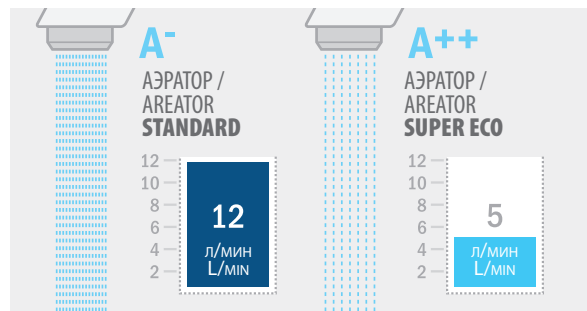 A-
АЭРАТОР /
AREATOR
STANDARD
12
10
8
6
4
2
12
Л/МИН
L/MIN
A++
АЭРАТОР /
AREATOR
SUPER ECO
12
10
8
6
4
2
5
Л/МИН
L/MIN